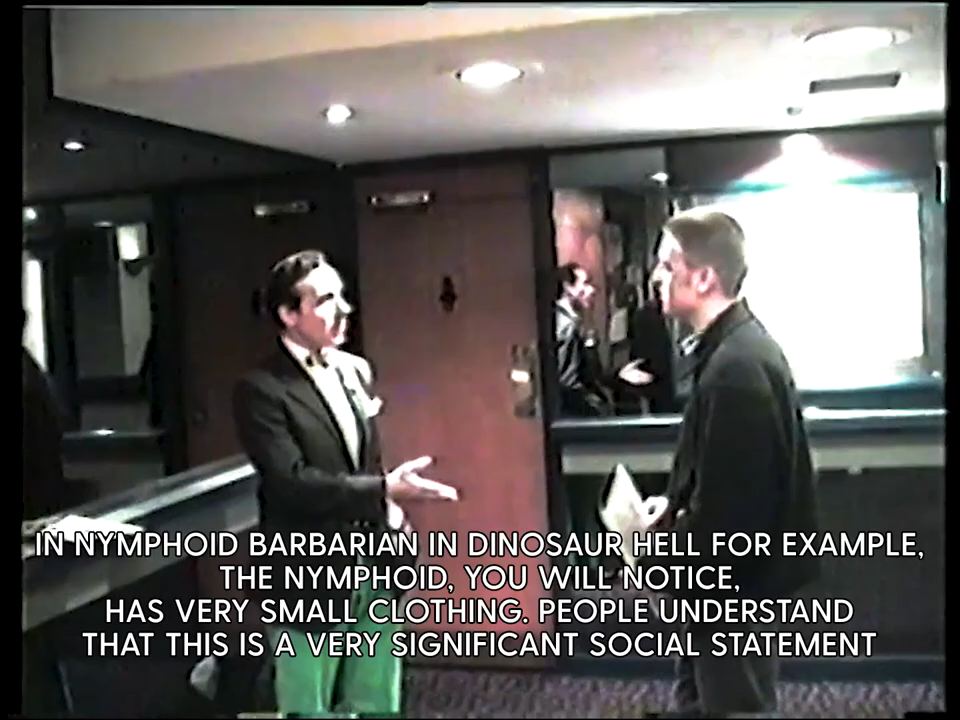 IN NYMPHOID BARBARIAN IN DINOSAUR HELL FOR EXAMPLE,
THE NYMPHOID, YOU WILL NOTICE,
HAS VERY SMALL CLOTHING. PEOPLE UNDERSTAND
THAT THIS IS A VERY SIGNIFICANT SOCIAL STATEMENT